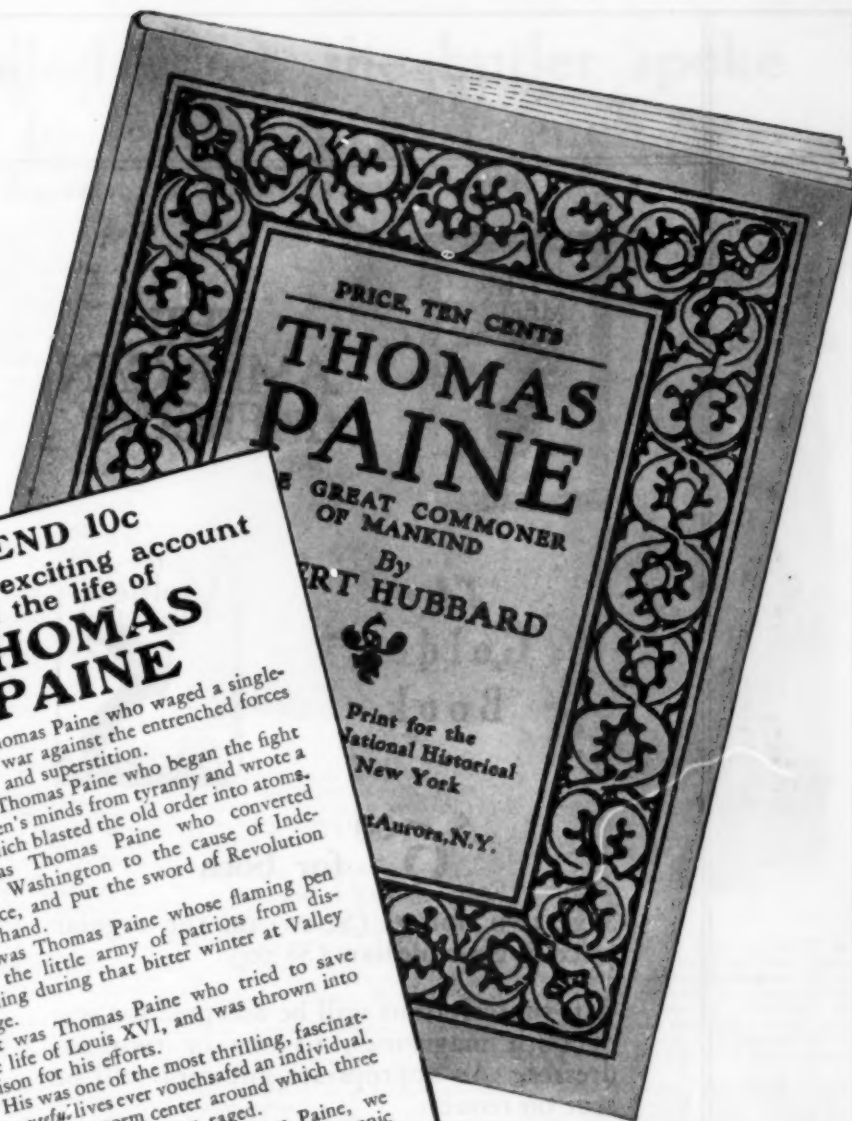 PRICE, TEN CENTS
THOMAS
PAINE
GREAT COMMONER
OF MANKIND
By
ERT HUBBARD
Print for the
National Historical
New York
Aurora, N.Y.
END 10c
exciting account
the life of
HOMAS
PAINE
homas Paine who waged a single-
war against the entrenched forces
and superstition.
Thomas Paine who began the fight
en's minds from tyranny and wrote a
ich blasted the old order into atoms.
as Thomas Paine who converted
Washington to the cause of Inde-
ce, and put the sword of Revolution
hand.
was Thomas Paine whose flaming pen
the little army of patriots from dis-
ing during that bitter winter at Valley
ge.
t was Thomas Paine who tried to save
e life of Louis XVI, and was thrown into
ison for his efforts.
His was one of the most thrilling, fascinat-
lives ever vouchsafed an individual.
orm center around which three
raged.
Paine, we